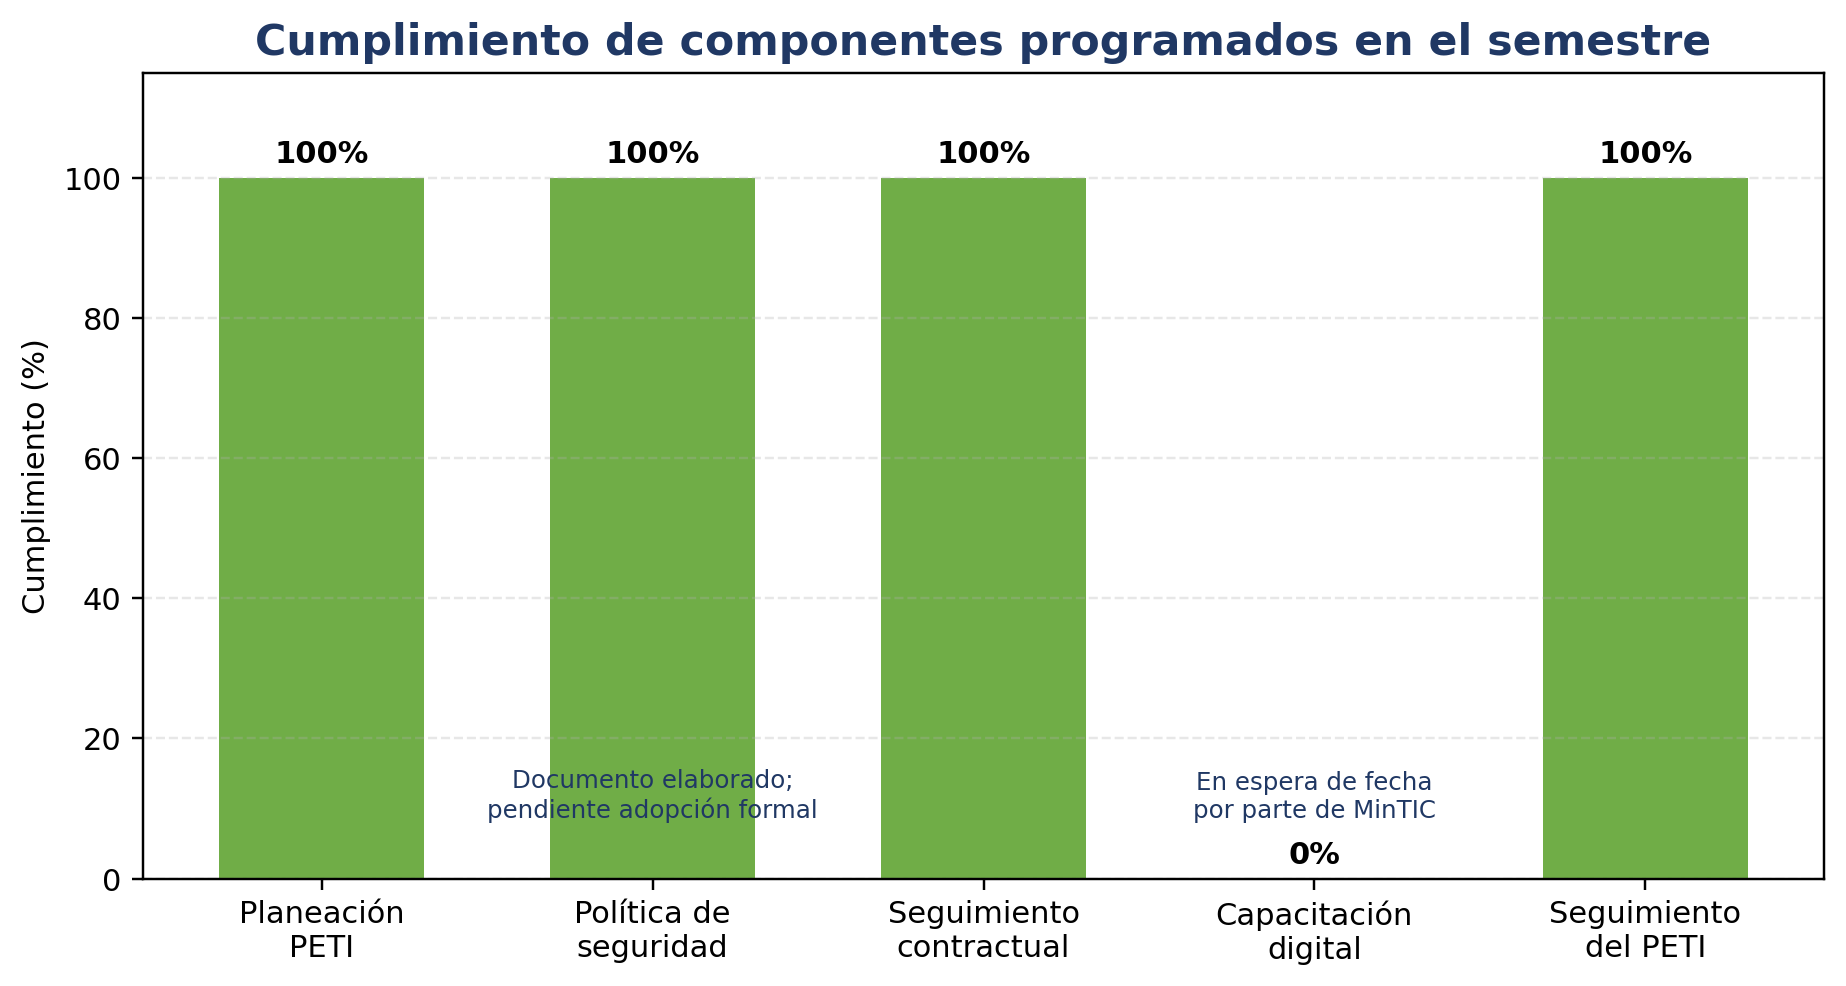 Cumplimiento de componentes programados en el semestre
Cumplimiento (%)
100
80
60
40
20
0
100%
100%
100%
0%
100%
Documento elaborado;
pendiente adopción formal
En espera de fecha
por parte de MinTIC
Planeación
PETI
Política de
seguridad
Seguimiento
contractual
Capacitación
digital
Seguimiento
del PETI